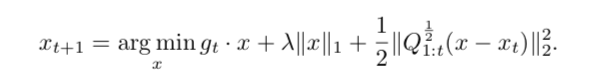 $x_{t+1} = \arg\min_{x} g_t \cdot x + \lambda \|x\|_1 + \frac{1}{2} \|Q_{1:t}^{\frac{1}{2}} (x - x_t)\|_2^2.$